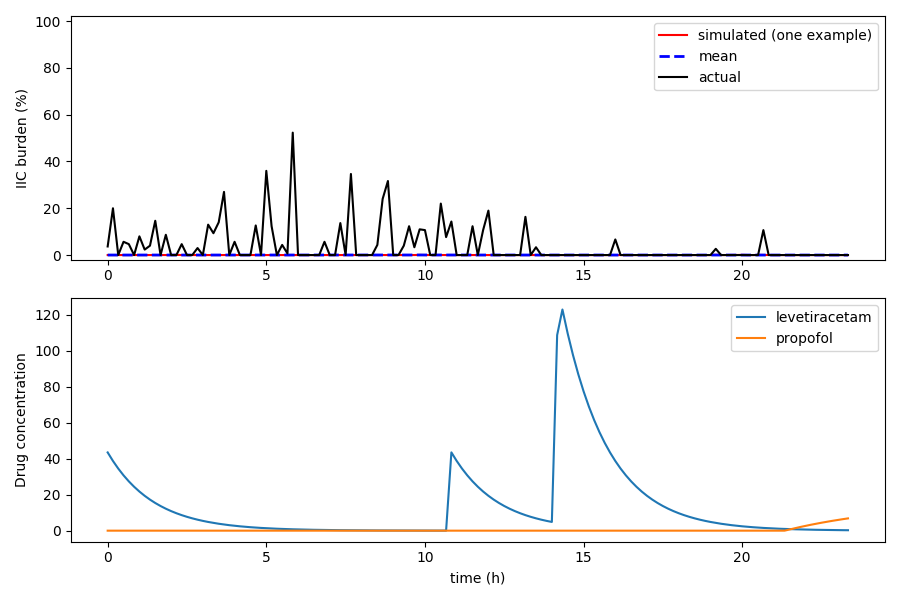 100
80
60
40
20
0
IIC burden (%)
simulated (one example)
mean
actual
0 5 10 15 20
120
100
80
60
40
20
0
Drug concentration
levetiracetam
propofol
0 5 10 15 20
time (h)